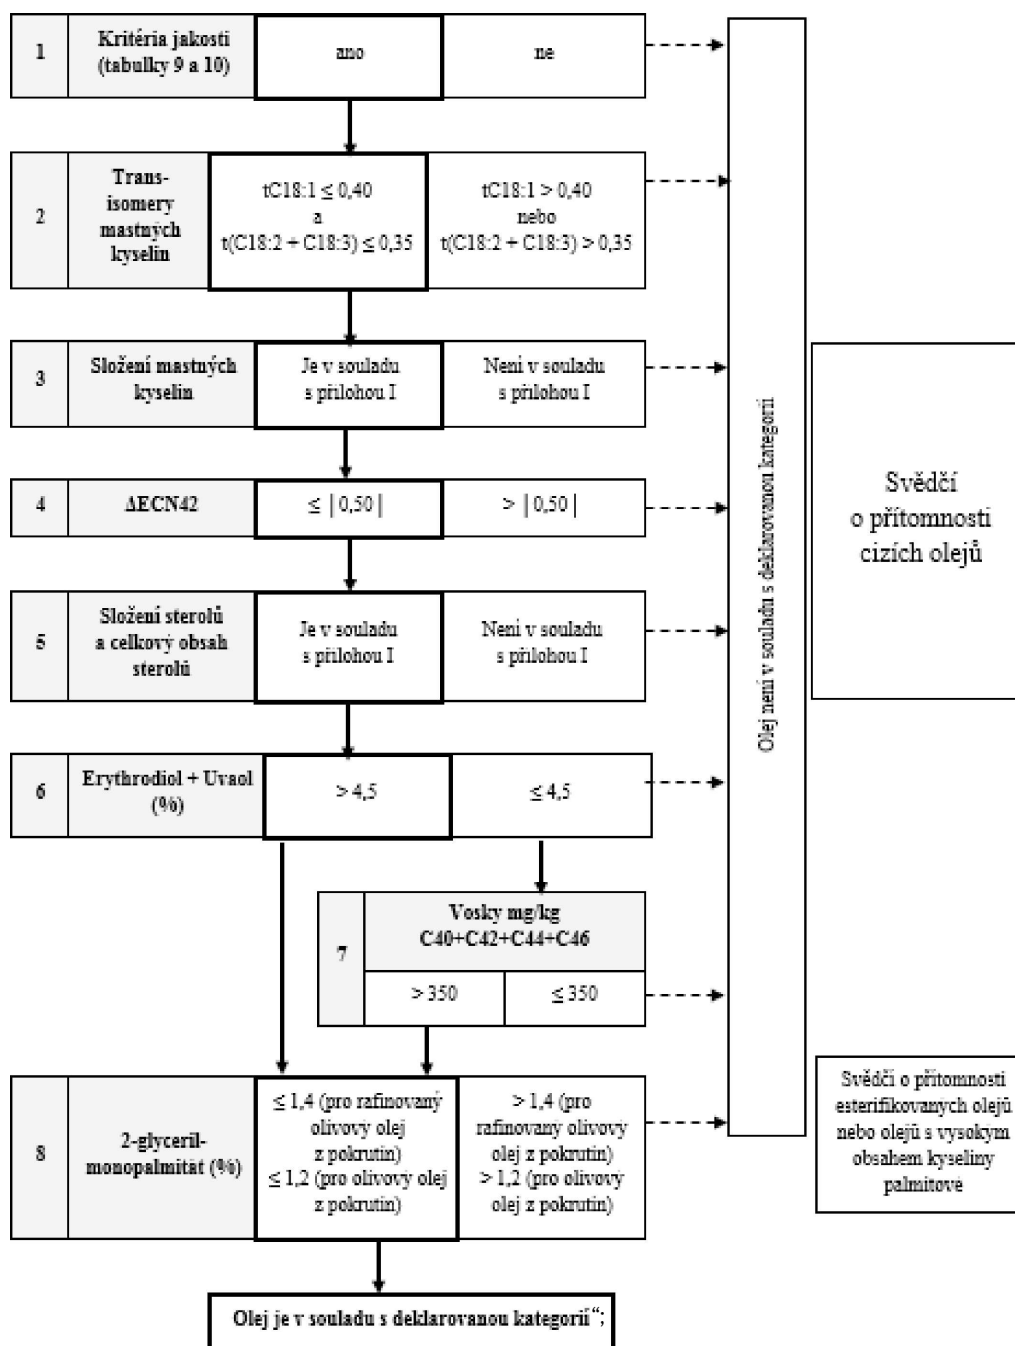 1
Kritéria jakosti
(tabulky 9 a 10)
ano
ne
2
Trans-
isomery
mastných
kyselin
tC18:1 ≤ 0,40
a
t(C18:2 + C18:3) ≤ 0,35
tC18:1 > 0,40
nebo
t(C18:2 + C18:3) > 0,35
3
Složení mastných
kyselin
Je v souladu
s přílohou I
Není v souladu
s přílohou I
4
ΔECN42
≤ | 0,50 |
> | 0,50 |
5
Složení sterolů
a celkový obsah
sterolů
Je v souladu
s přílohou I
Není v souladu
s přílohou I
6
Erythrodiol + Uvaol
(%)
> 4,5
≤ 4,5
7
Vosky mg/kg
C40+C42+C44+C46
> 350
≤ 350
8
2-glyceril-
monopalmitát (%)
≤ 1,4 (pro rafinovaný
olivový olej
z pokrutin)
≤ 1,2 (pro olivový olej
z pokrutin)
> 1,4 (pro
rafinovaný olivový
olej z pokrutin)
> 1,2 (pro olivový
olej z pokrutin)
Olej není v souladu s deklarovanou kategorií
Svědčí
o přítomnosti
cizích olejů
Svědčí o přítomnosti
esterifikovaných olejů
nebo olejů s vysokým
obsahem kyseliny
palmitové
Olej je v souladu s deklarovanou kategorií“;